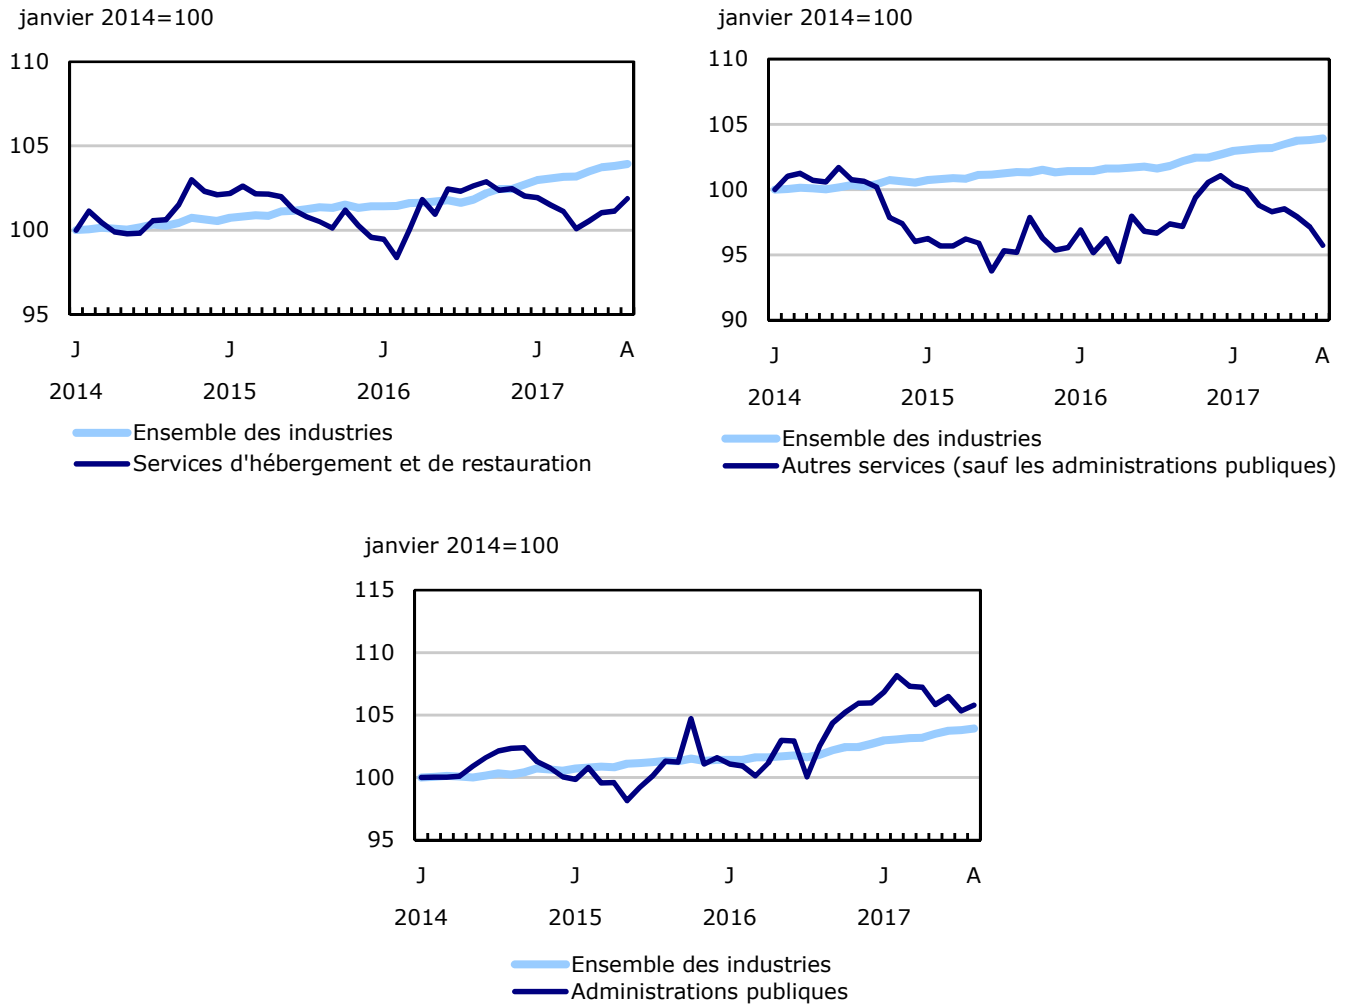 janvier 2014=100
110
105
100
95
J J J J A
2014 2015 2016 2017
Ensemble des industries
Services d'hébergement et de restauration
janvier 2014=100
110
105
100
95
90
J J J J A
2014 2015 2016 2017
Ensemble des industries
Autres services (sauf les administrations publiques)
janvier 2014=100
115
110
105
100
95
J J J J A
2014 2015 2016 2017
Ensemble des industries
Administrations publiques